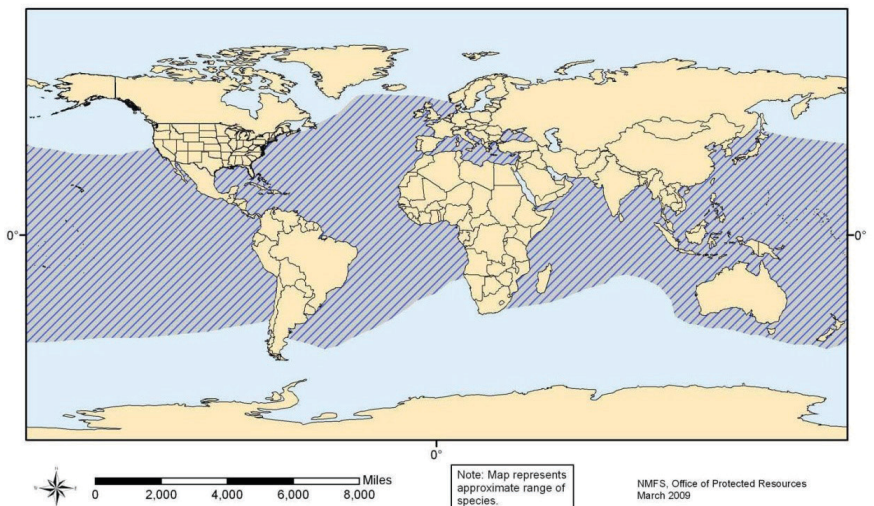 0°
0°
0°
Miles
0 2,000 4,000 6,000 8,000
Note: Map represents
approximate range of
species.
NMFS, Office of Protected Resources
March 2009